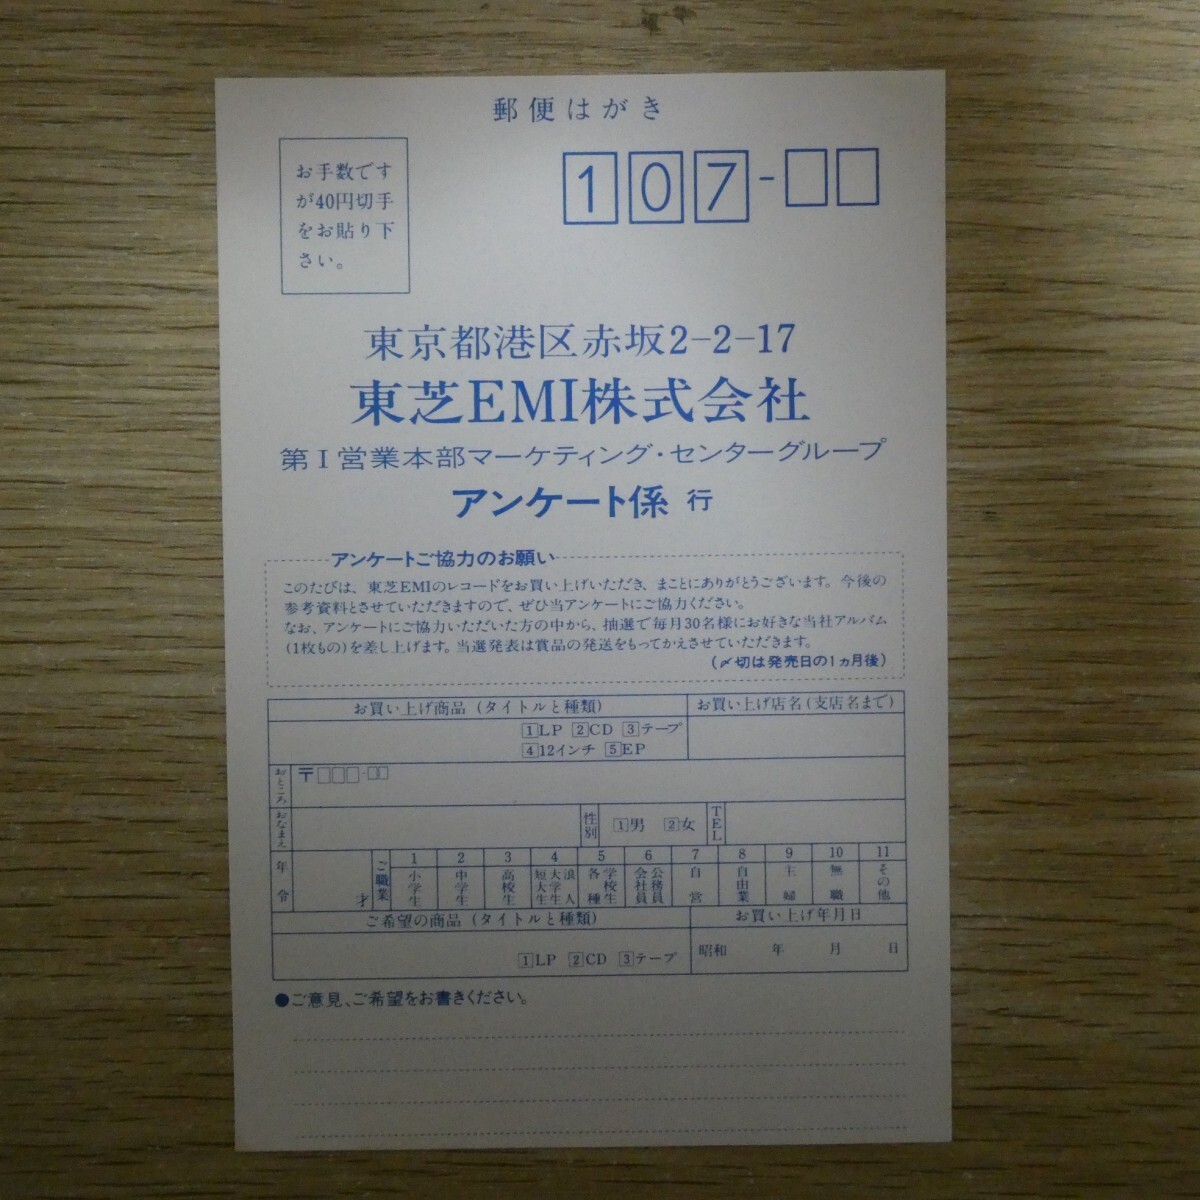 郵便はがき
お手数です
が40円切手
をお貼り下
さい。
107-□□
東京都港区赤坂2-2-17
東芝EMI株式会社
第Ⅰ営業本部マーケティング・センターグループ
アンケート係 行
アンケートご協力のお願い
このたびは、東芝EMIのレコードをお買い上げいただき、まことにありがとうございます。今後の
参考資料とさせていただきますので、ぜひ当アンケートにご協力ください。
なお、アンケートにご協力いただいた方の中から、抽選で毎月30名様にお好きな当社アルバム
(1枚もの)を差し上げます。当選発表は賞品の発送をもってかえさせていただきます。
(〆切は発売日の1ヵ月後)
お買い上げ商品(タイトルと種類) お買い上げ店名(支店名まで)
1LP 2CD 3テープ
412インチ 5EP
おところ 〒□□□-□□
おなまえ 性別 1男 2女 TEL
年令 才 ご職業
1 小学生
2 中学生
3 高校生
4 短大生 大学生 浪人
5 各種 学校生
6 会社員 公務員
7 自営
8 自由業
9 主婦
10 無職
11 その他
ご希望の商品(タイトルと種類) お買い上げ年月日
1LP 2CD 3テープ 昭和 年 月 日
●ご意見、ご希望をお書きください。